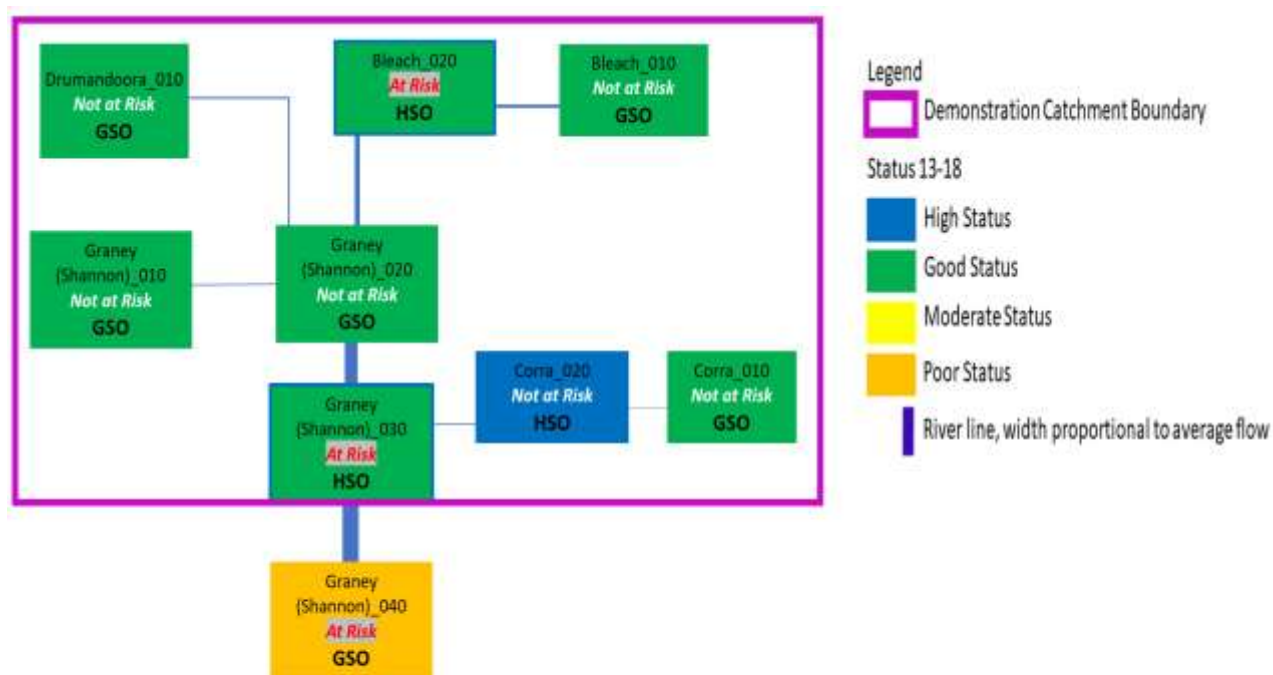 Drumandoora_010
Not at Risk
GSO
Bleach_020
At Risk
HSO
Bleach_010
Not at Risk
GSO
Graney
(Shannon)_010
Not at Risk
GSO
Graney
(Shannon)_020
Not at Risk
GSO
Graney
(Shannon)_030
At Risk
HSO
Corra_020
Not at Risk
HSO
Corra_010
Not at Risk
GSO
Graney
(Shannon)_040
At Risk
GSO
Legend
Demonstration Catchment Boundary
Status 13-18
High Status
Good Status
Moderate Status
Poor Status
River line, width proportional to average flow